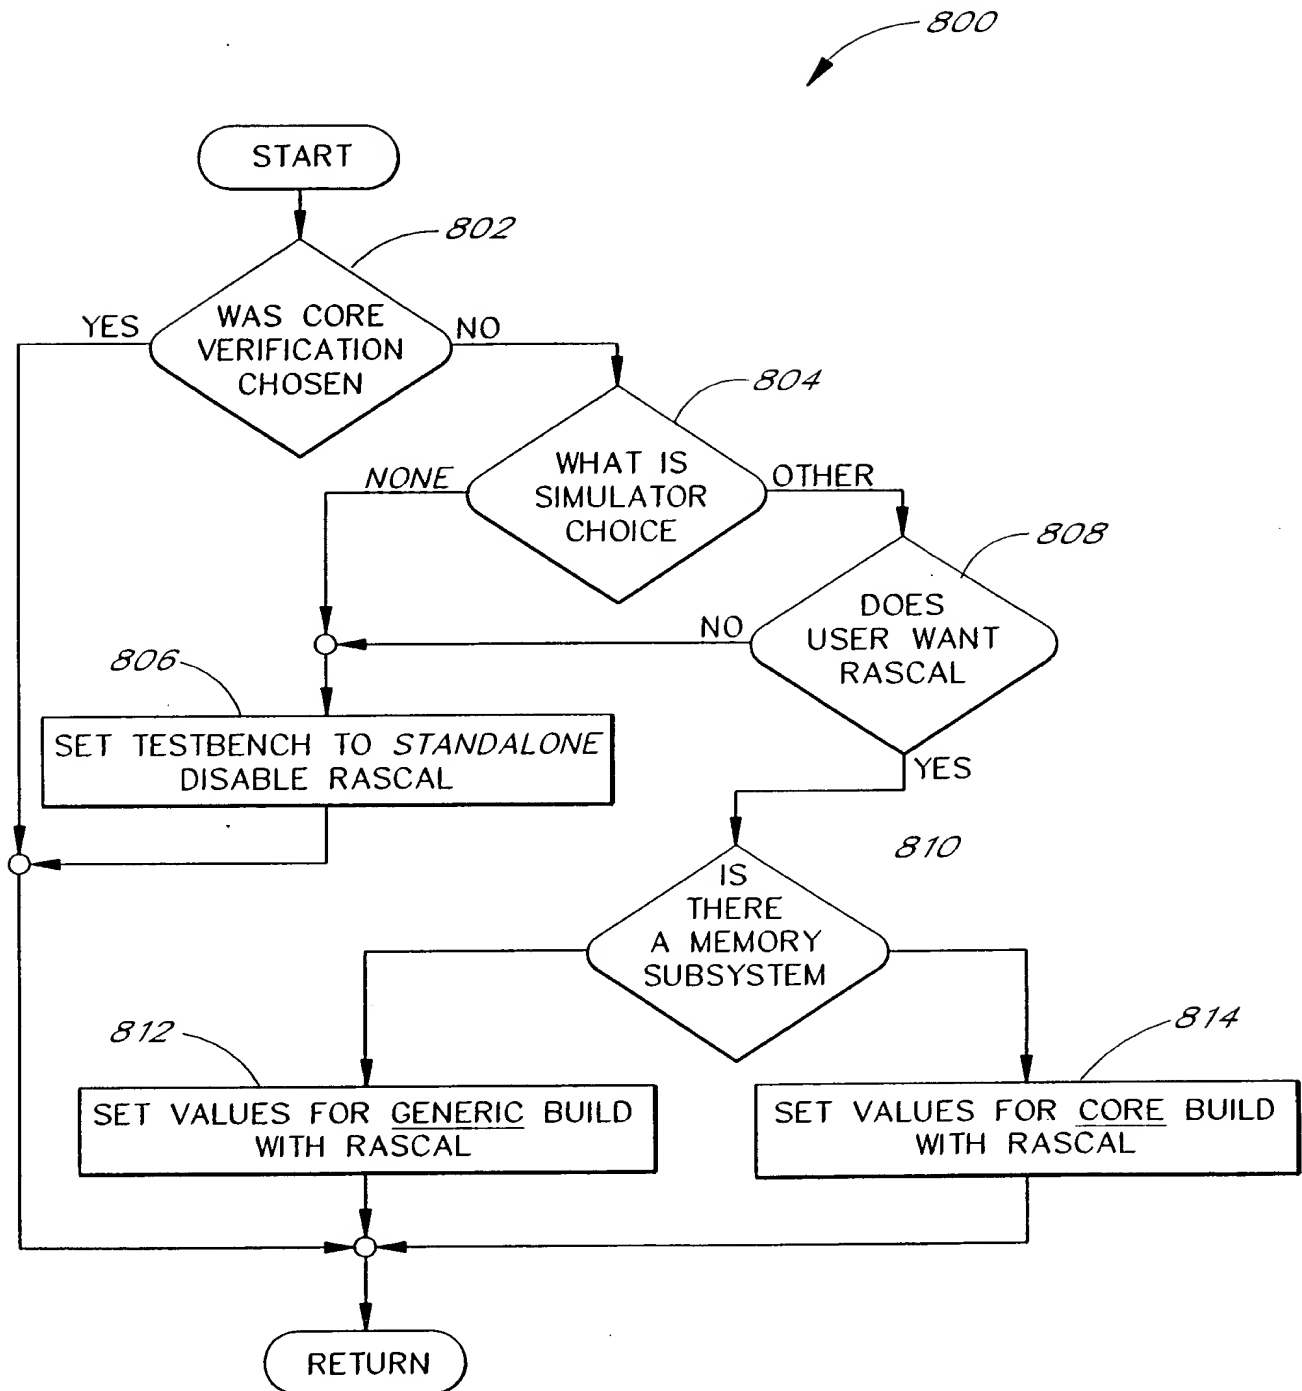 800
START
802
YES
WAS CORE
VERIFICATION
CHOSEN
NO
804
NONE
WHAT IS
SIMULATOR
CHOICE
OTHER
808
NO
DOES
USER WANT
RASCAL
806
SET TESTBENCH TO STANDALONE
DISABLE RASCAL
YES
810
IS
THERE
A MEMORY
SUBSYSTEM
812
814
SET VALUES FOR GENERIC BUILD
WITH RASCAL
SET VALUES FOR CORE BUILD
WITH RASCAL
RETURN